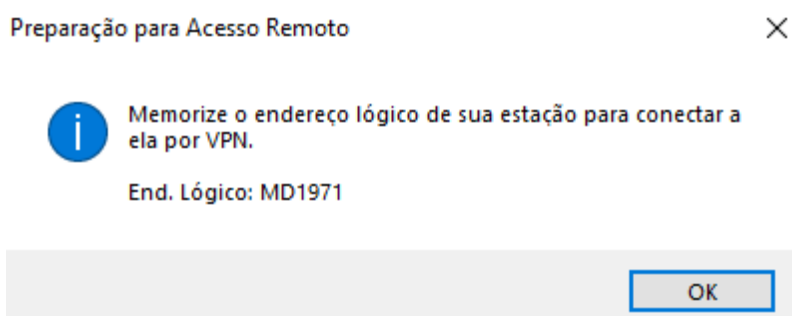 Preparação para Acesso Remoto
Memorize o endereço lógico de sua estação para conectar a
ela por VPN.
End. Lógico: MD1971
OK